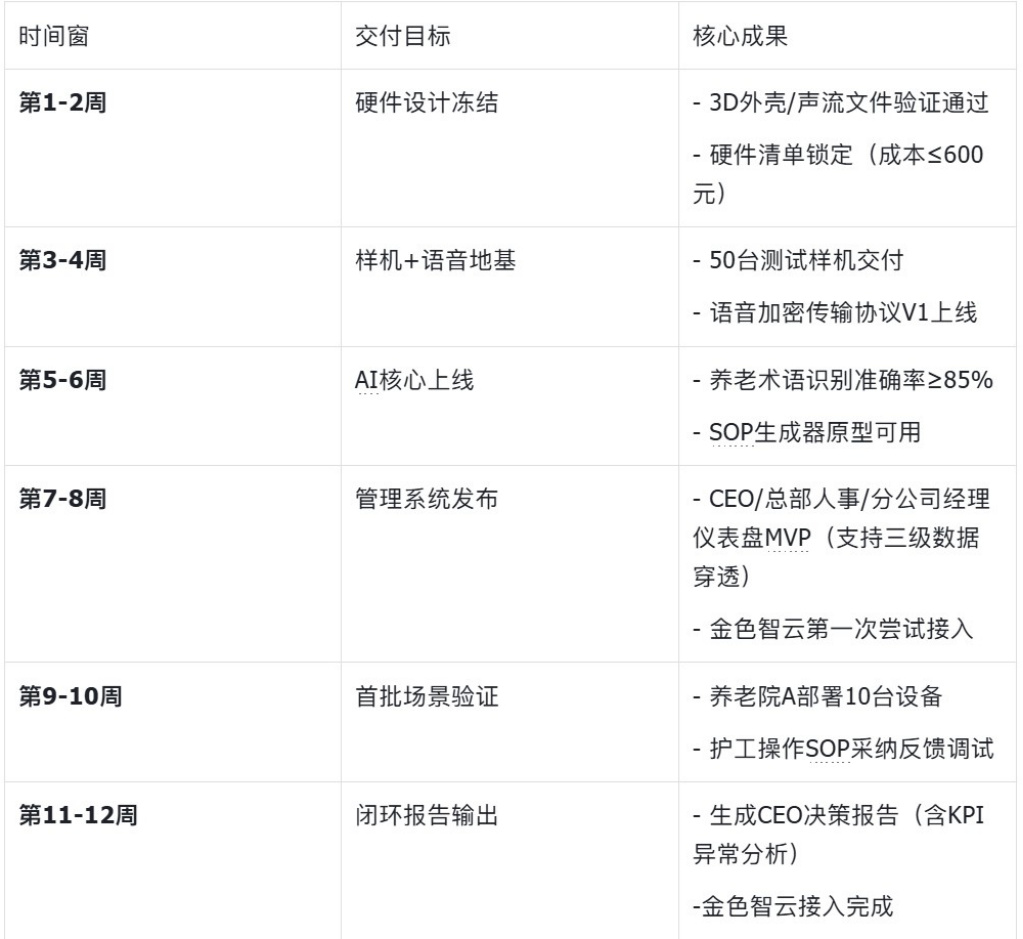 时间窗 交付目标 核心成果
第1-2周 硬件设计冻结 - 3D外壳/声流文件验证通过
- 硬件清单锁定（成本≤600
元）
第3-4周 样机+语音地基 - 50台测试样机交付
- 语音加密传输协议V1上线
第5-6周 AI核心上线 - 养老术语识别准确率≥85%
- SOP生成器原型可用
第7-8周 管理系统发布 - CEO/总部人事/分公司经理
仪表盘MVP（支持三级数据
穿透）
- 金色智云第一次尝试接入
第9-10周 首批场景验证 - 养老院A部署10台设备
- 护工操作SOP采纳反馈调试
第11-12周 闭环报告输出 - 生成CEO决策报告（含KPI
异常分析）
-金色智云接入完成